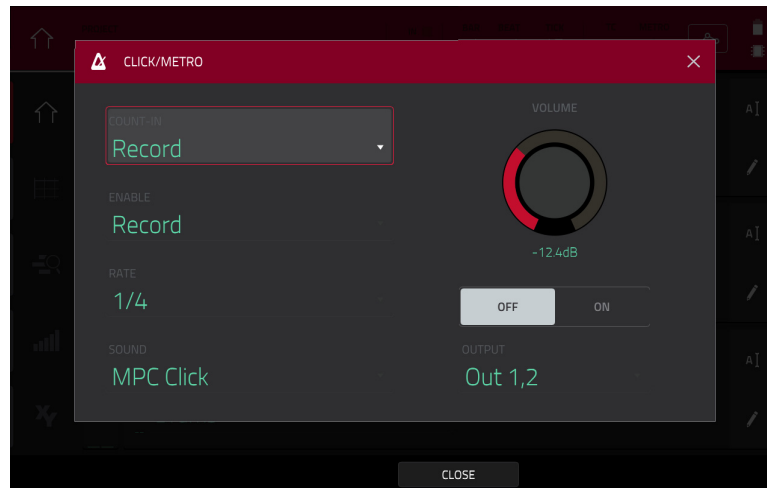 CLICK/METRO
COUNT-IN
Record
VOLUME
ENABLE
Record
-12.4dB
RATE
1/4
OFF
ON
SOUND
MPC Click
OUTPUT
Out 1,2
A
A
A
XY
CLOSE